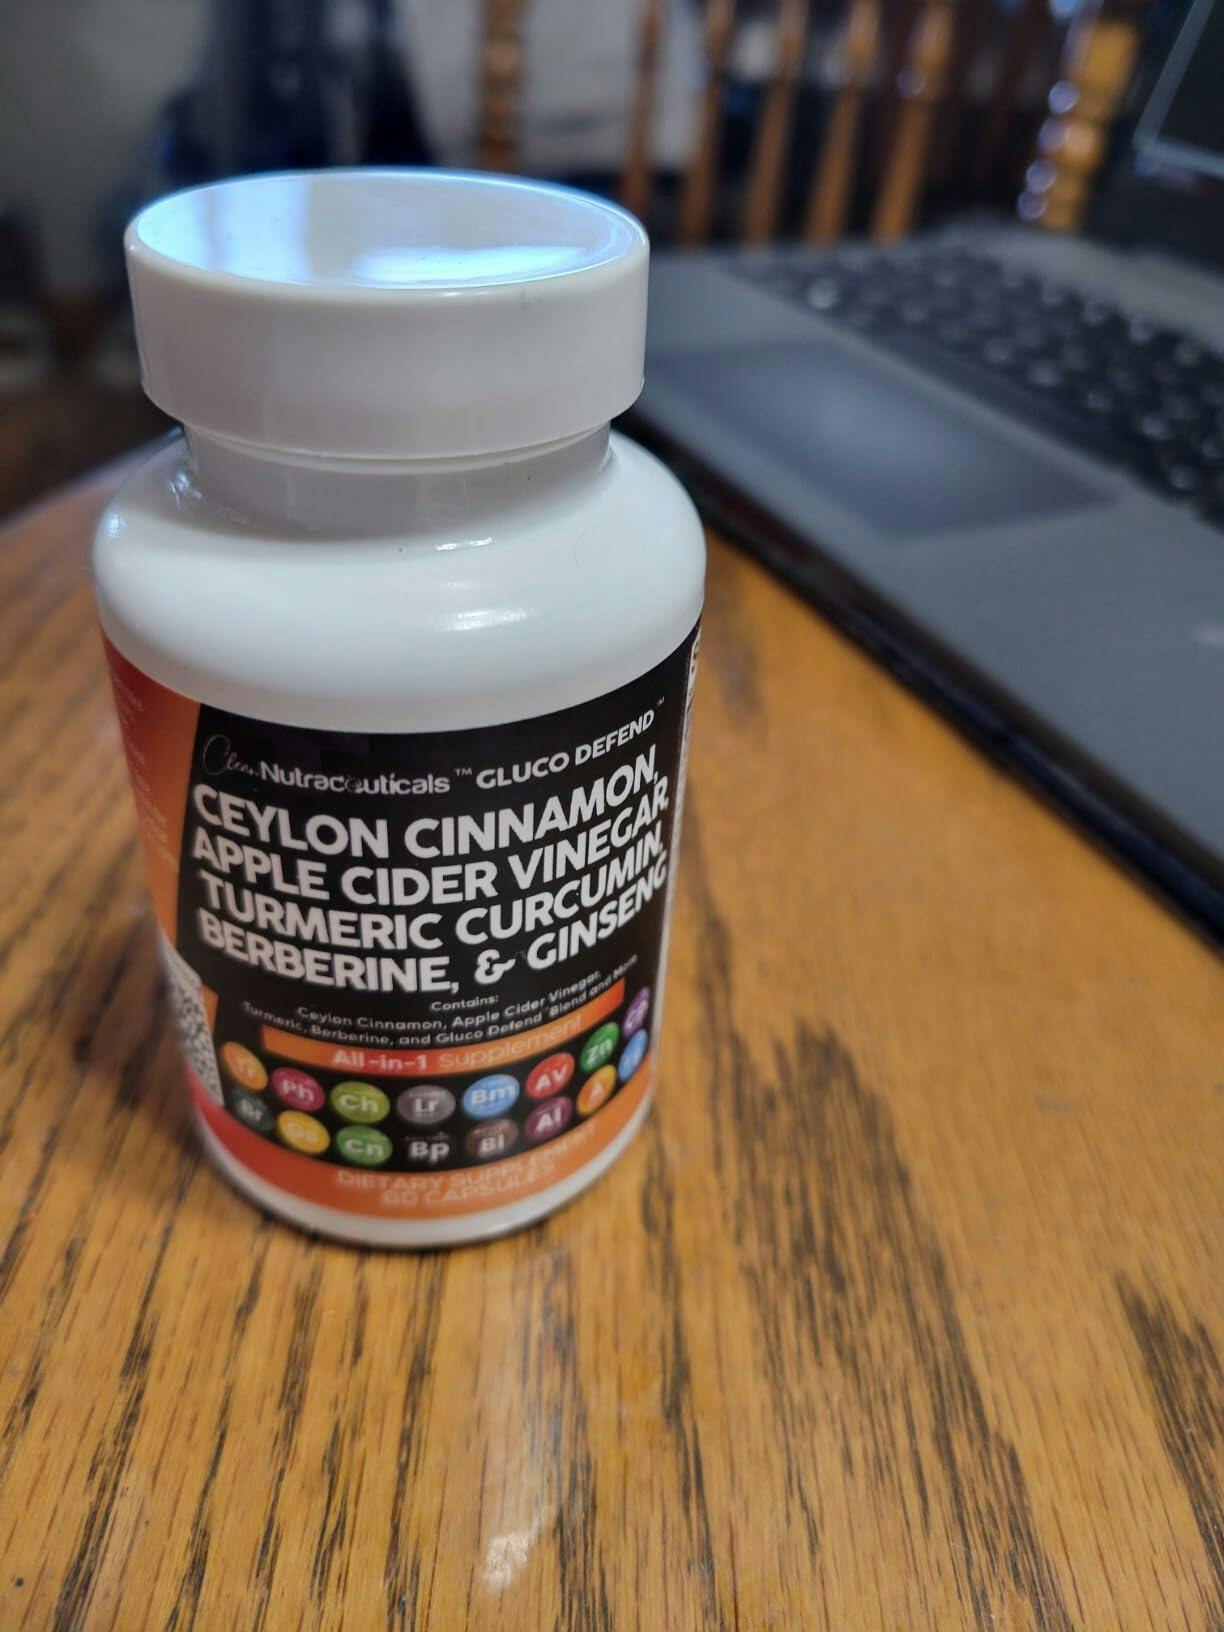 Clean Nutraceuticals™ GLUCO DEFEND™
CEYLON CINNAMON,
APPLE CIDER VINEGAR,
TURMERIC CURCUMIN,
BERBERINE, & GINSENG
Contains:
Ceylon Cinnamon, Apple Cider Vinegar,
Turmeric, Berberine, and Gluco Defend Blend and More
All-in-1 Supplement
Ph Ch Lr Bm AV Zn
Cn Bp Bl Al A
DIETARY SUPPLEMENT
60 CAPSULES